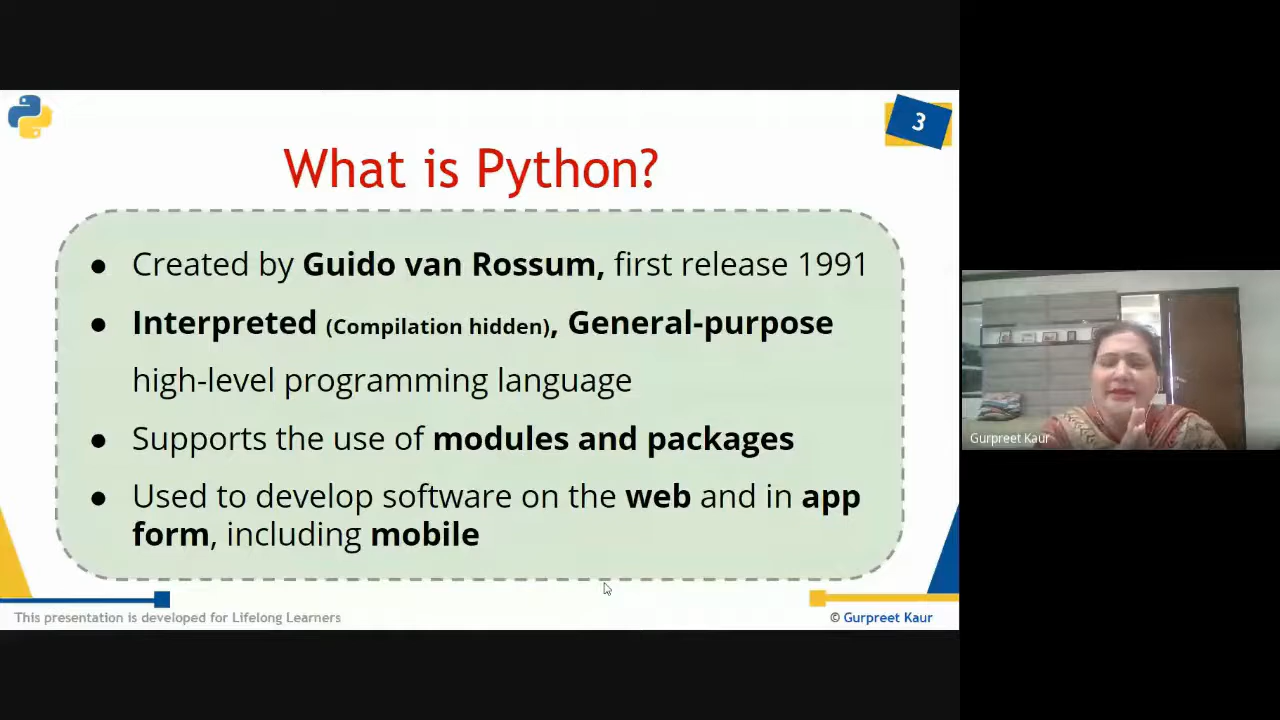 3
What is Python?
● Created by Guido van Rossum, first release 1991
● Interpreted (Compilation hidden), General-purpose
high-level programming language
● Supports the use of modules and packages
● Used to develop software on the web and in app
form, including mobile
This presentation is developed for Lifelong Learners
© Gurpreet Kaur
Gurpreet Kaur